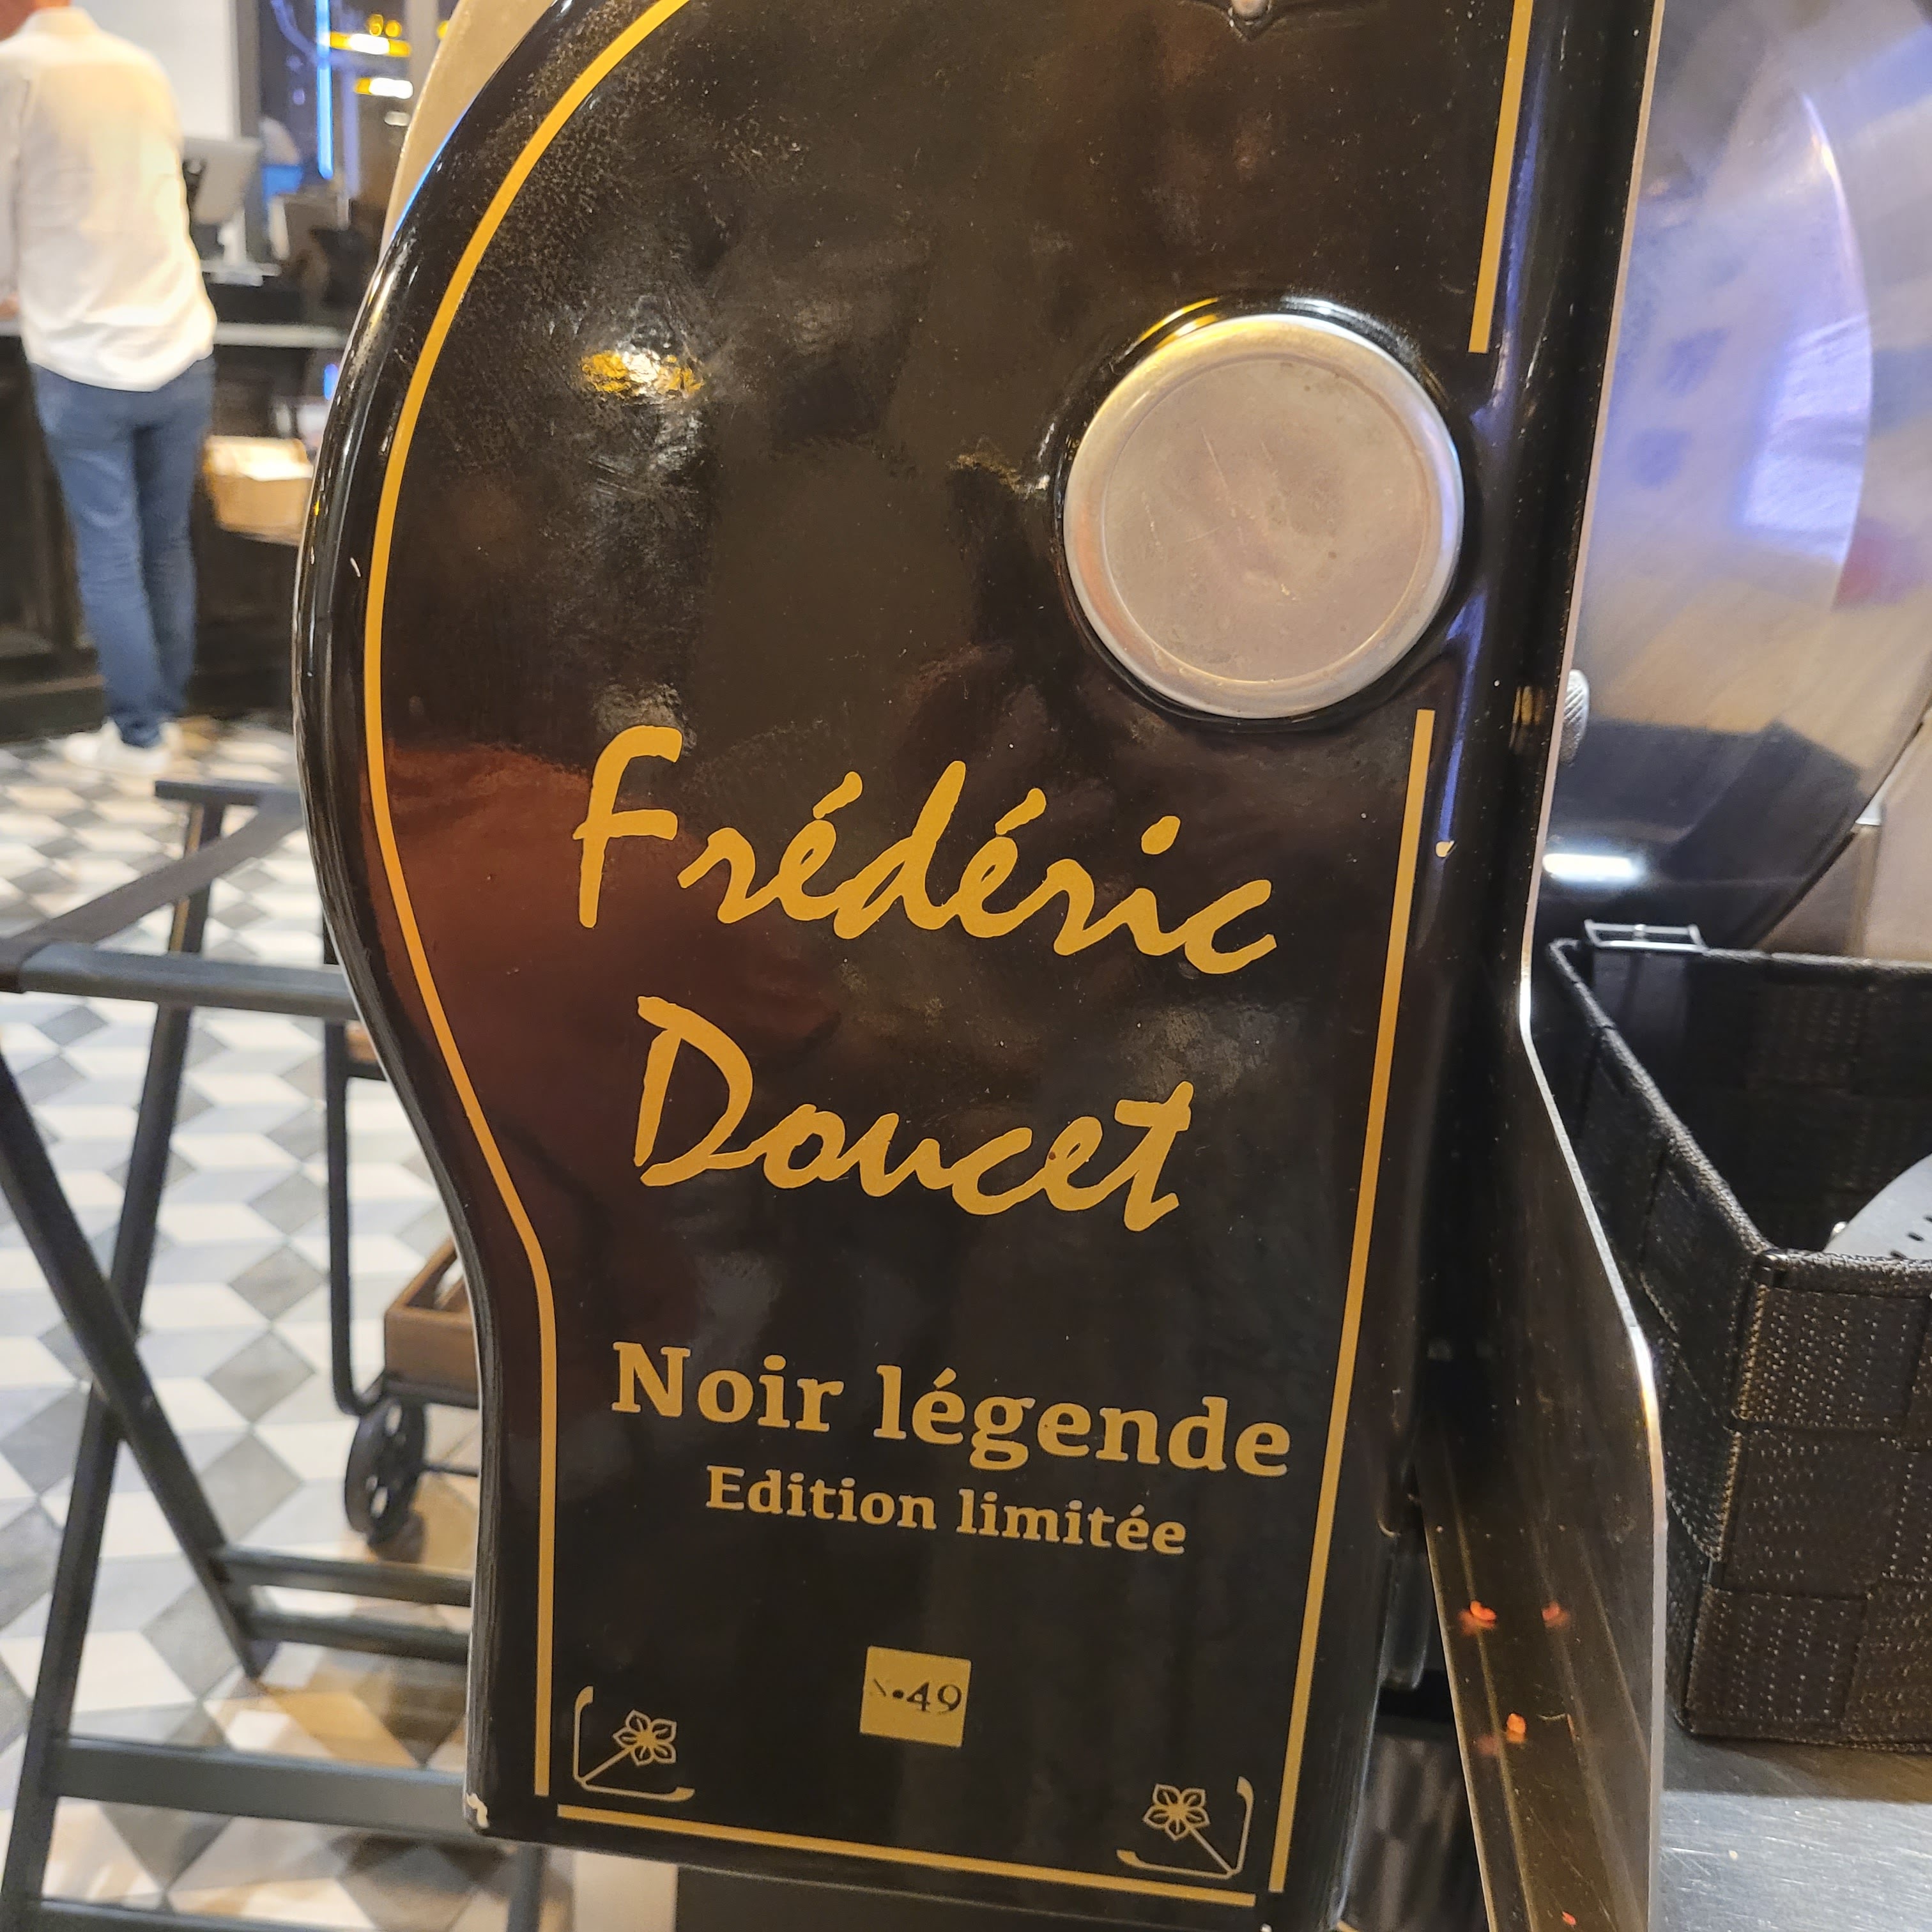 Frédéric
Doucet
Noir légende
Edition limitée
N•49